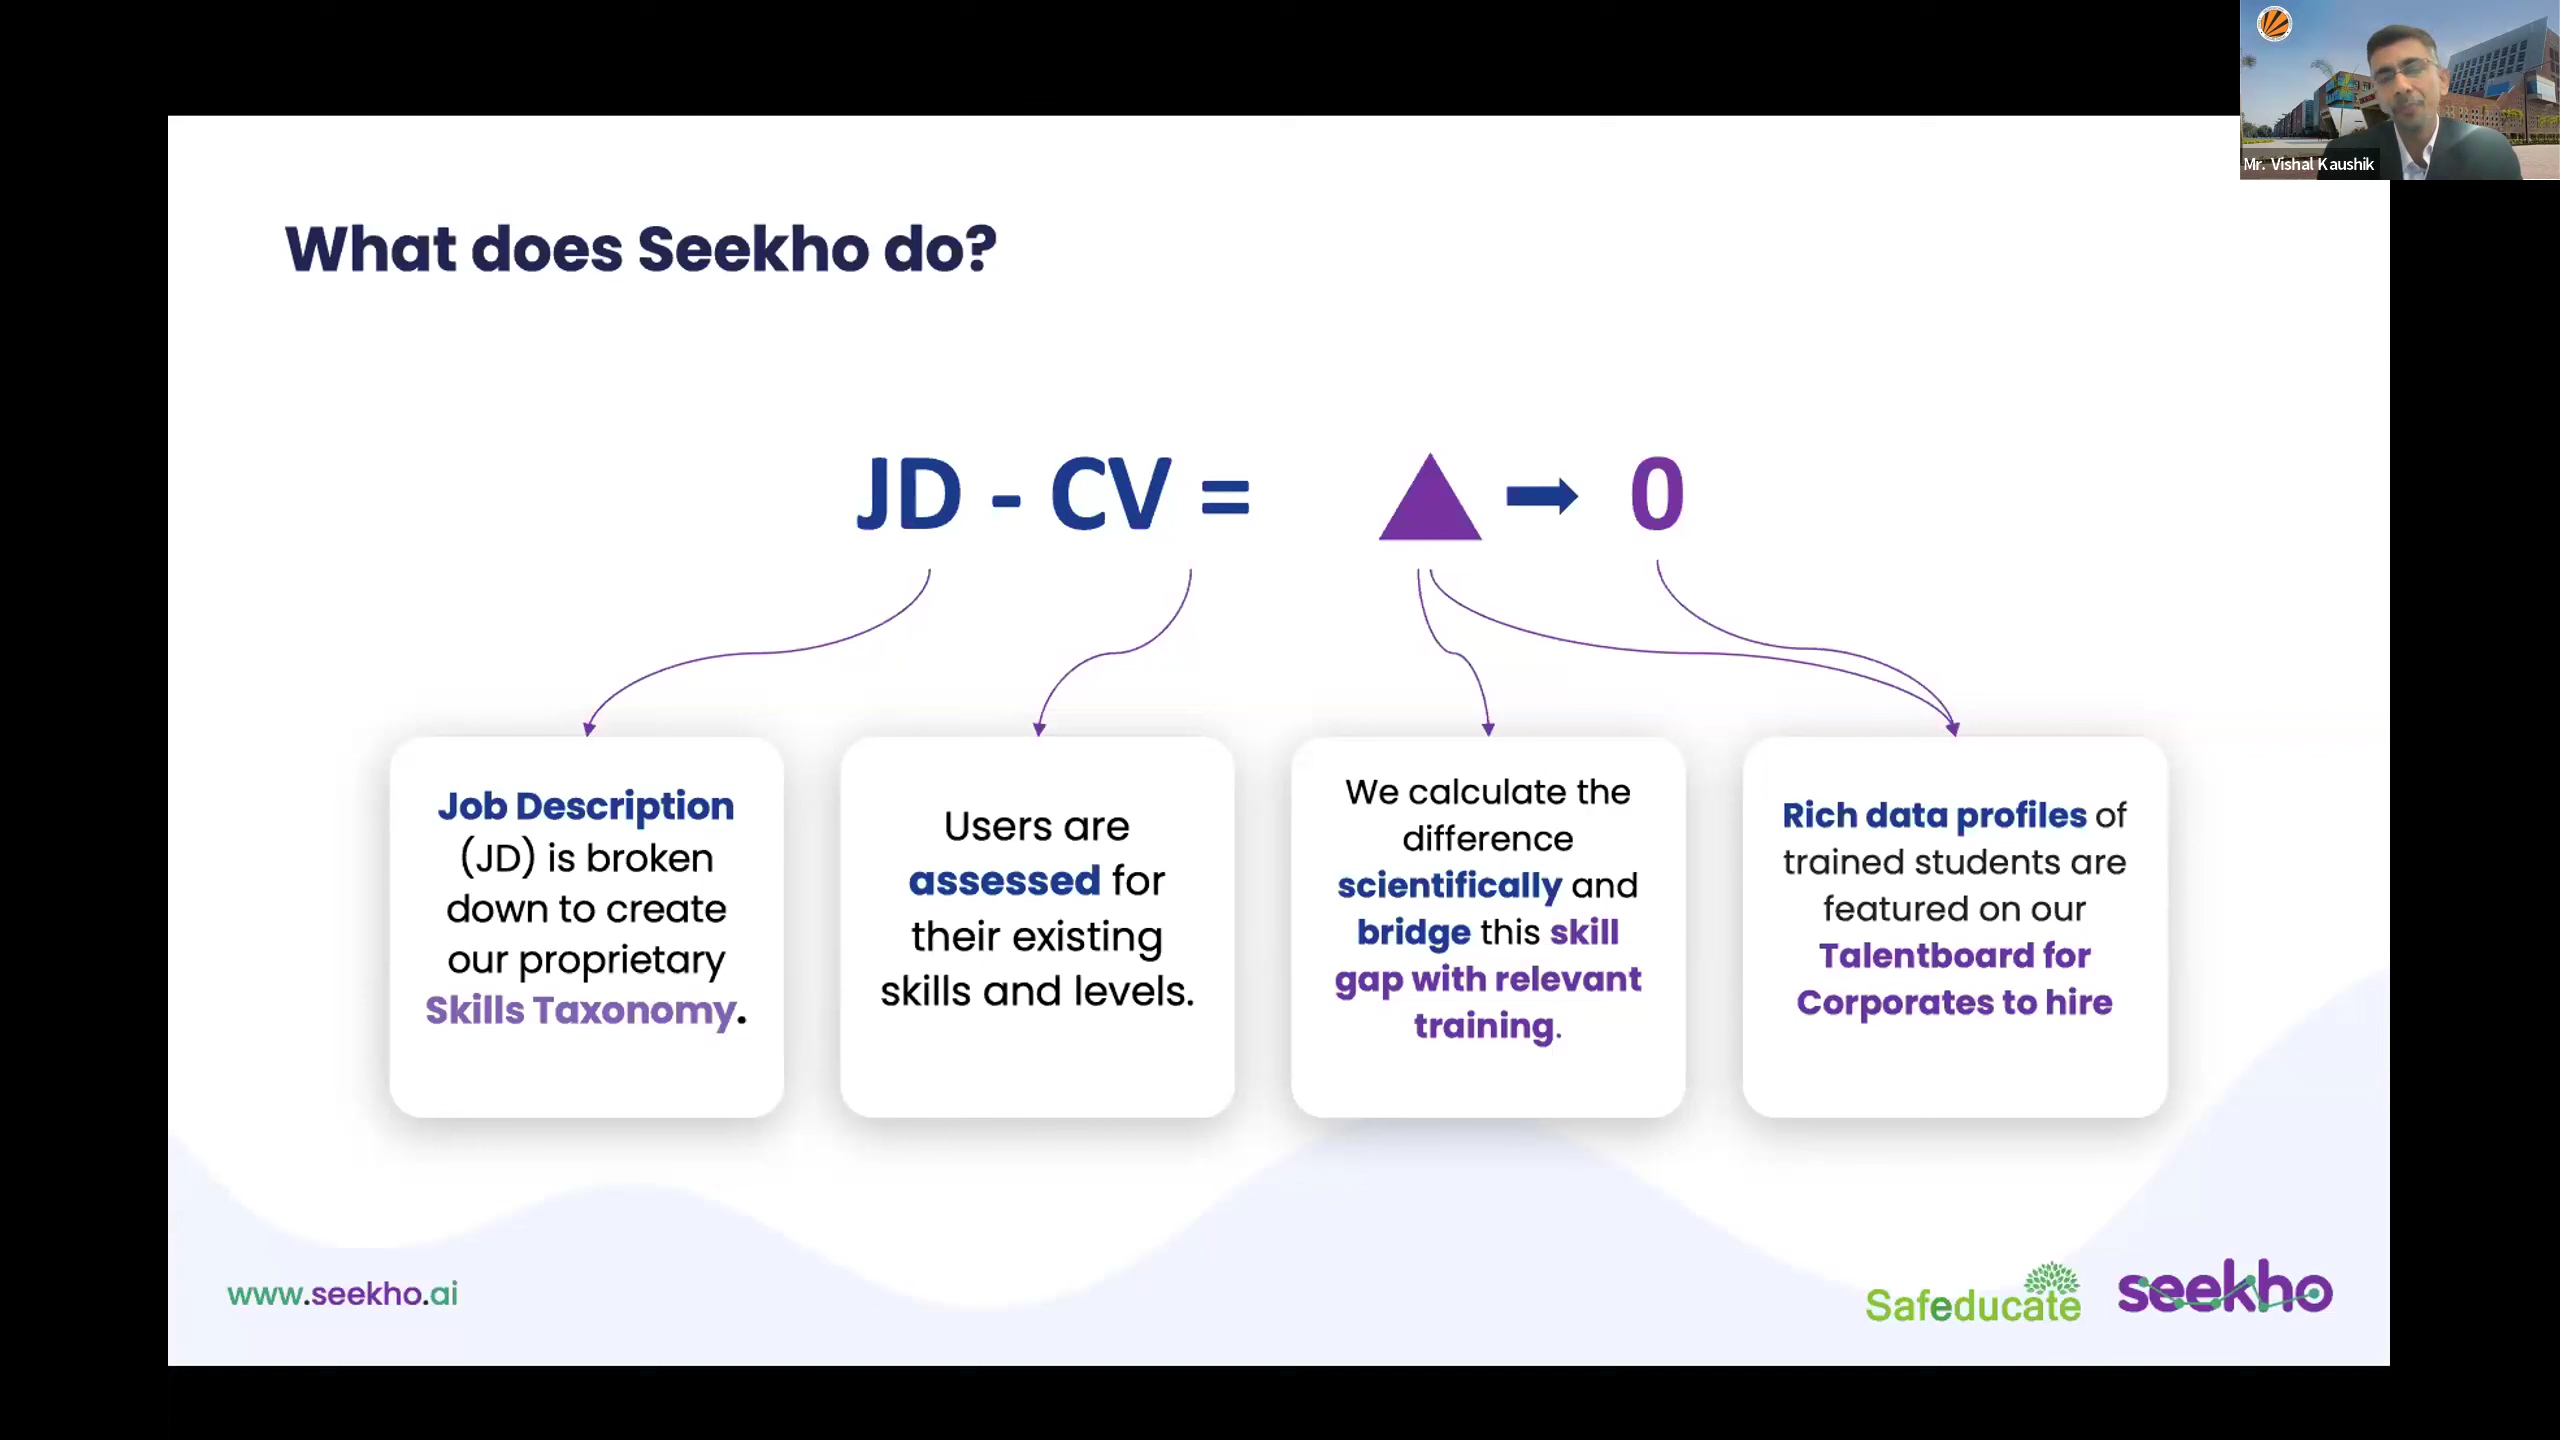 Mr. Vishal Kaushik
What does Seekho do?
JD - CV = ▲ ➡ 0
Job Description
(JD) is broken
down to create
our proprietary
Skills Taxonomy.
Users are
assessed for
their existing
skills and levels.
We calculate the
difference
scientifically and
bridge this skill
gap with relevant
training.
Rich data profiles of
trained students are
featured on our
Talentboard for
Corporates to hire
www.seekho.ai
Safeducate
seekho